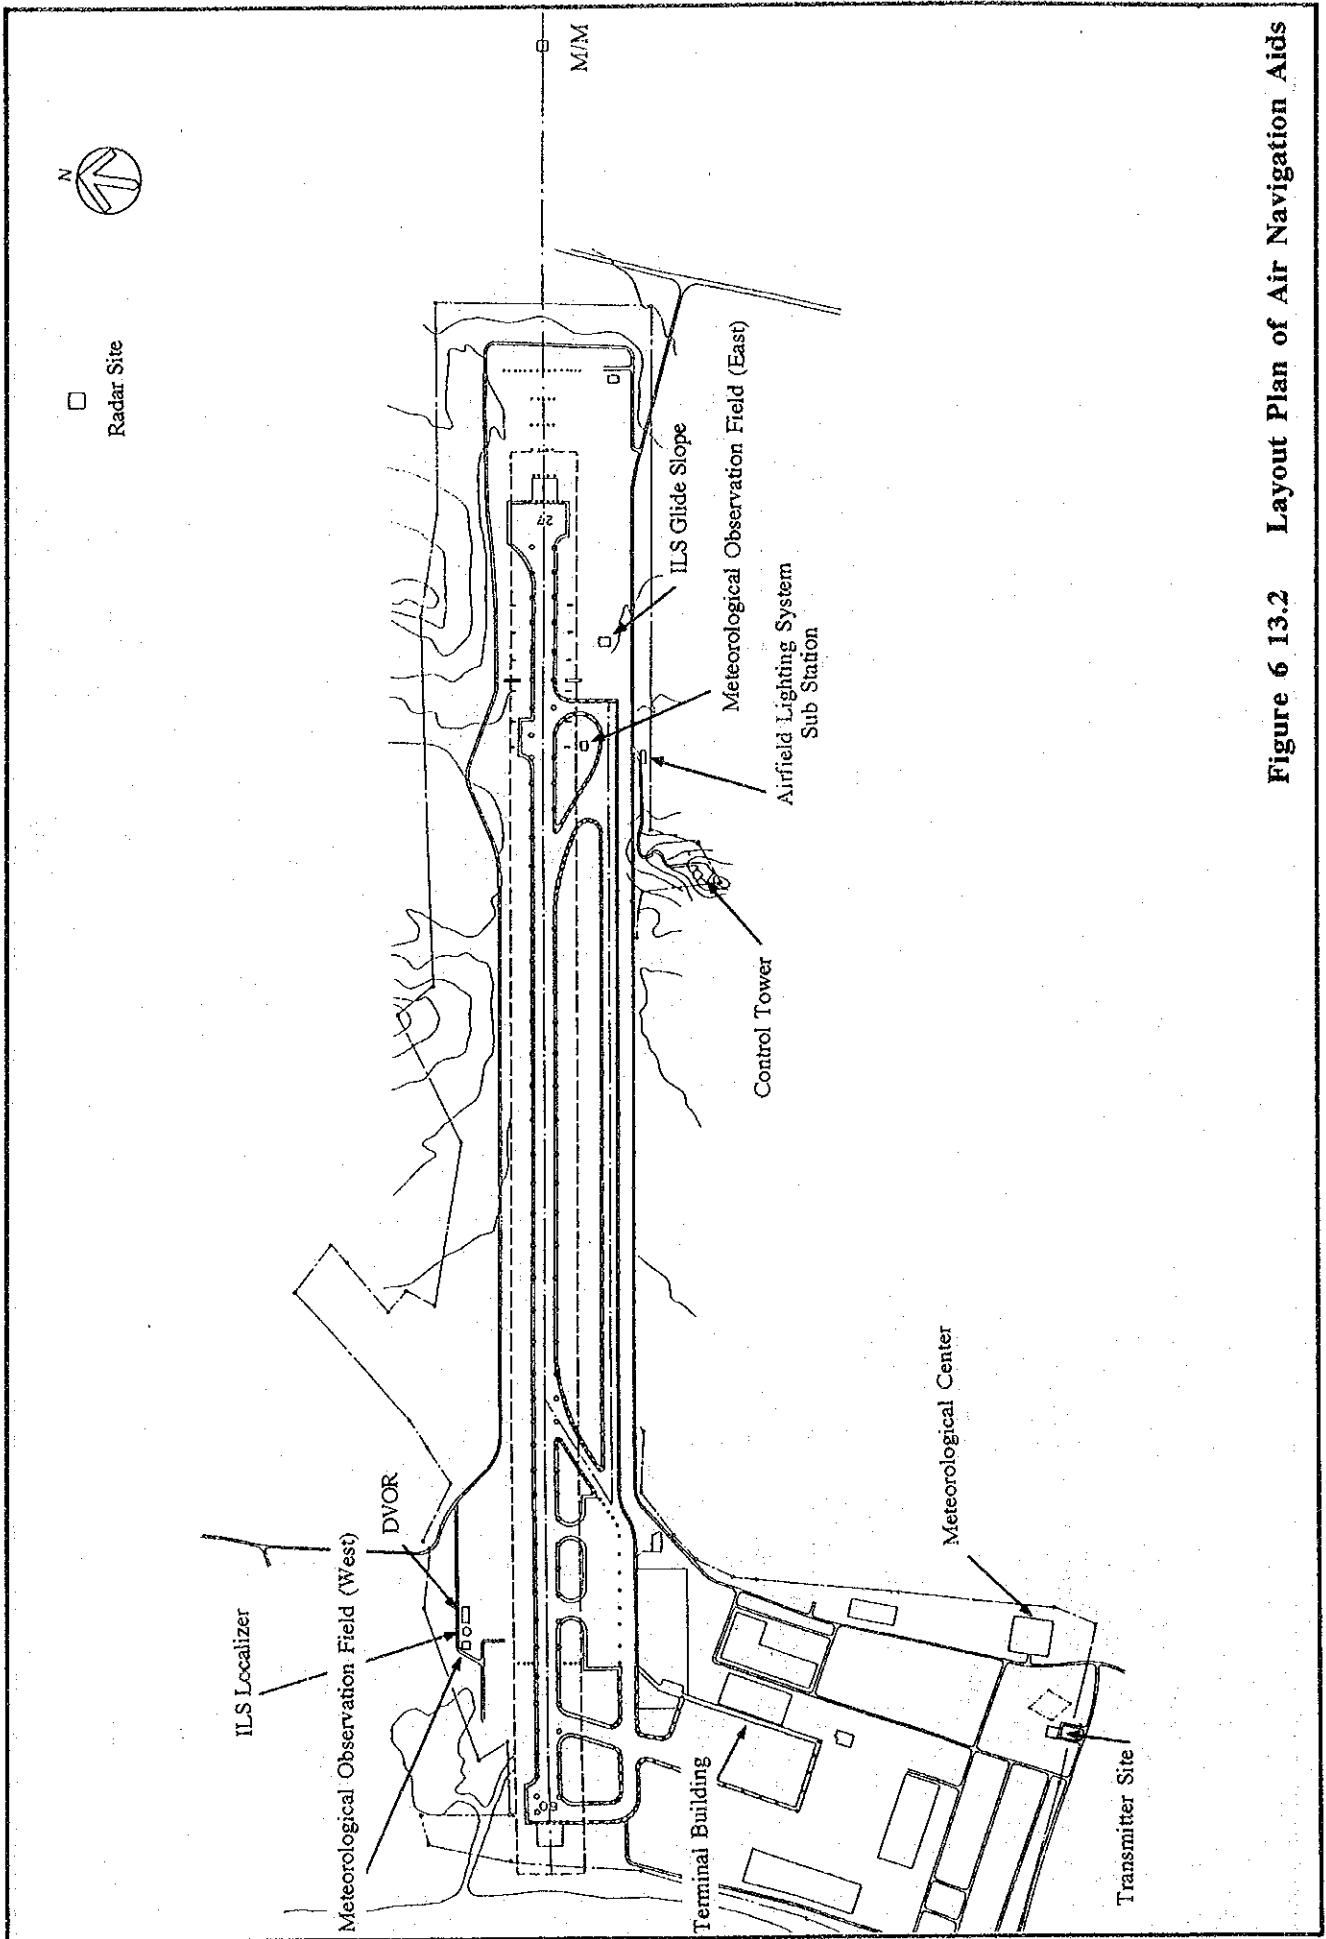 N
Radar Site
M/M
27
ILS Glide Slope
Meteorological Observation Field (East)
Airfield Lighting System
Sub Station
Control Tower
DVOR
ILS Localizer
Meteorological Observation Field (West)
Meteorological Center
Terminal Building
Transmitter Site
Figure 6 13.2 Layout Plan of Air Navigation Aids